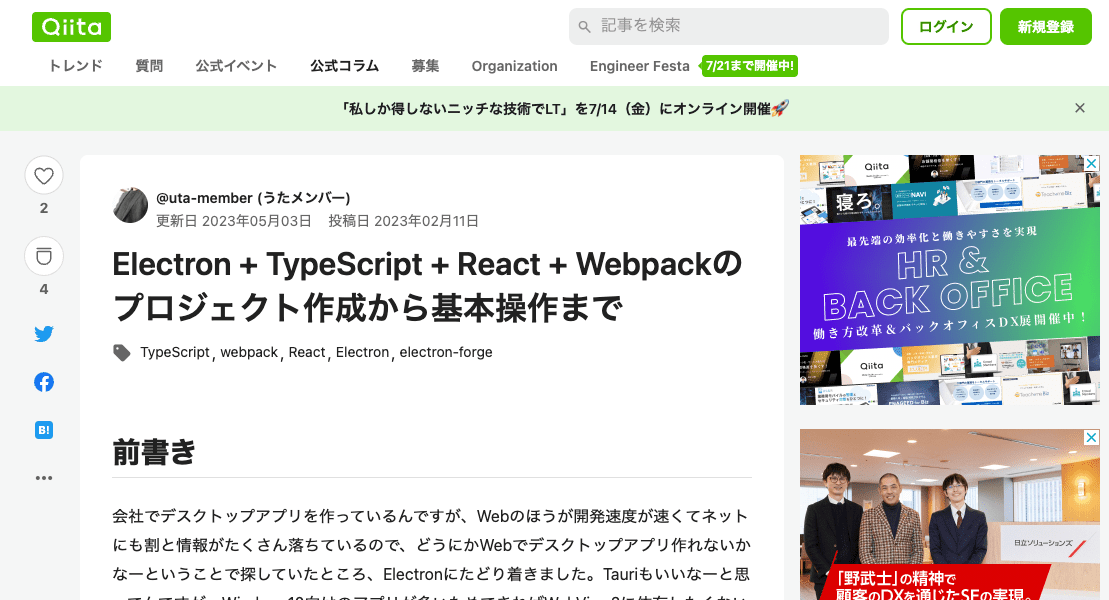 Qiita
記事を検索
ログイン
新規登録
トレンド
質問
公式イベント
公式コラム
募集
Organization
Engineer Festa
7/21まで開催中!
「私しか得しないニッチな技術でLT」を7/14（金）にオンライン開催🚀
2
4
B!
@uta-member (うたメンバー)
更新日 2023年05月03日
投稿日 2023年02月11日
Electron + TypeScript + React + Webpackの
プロジェクト作成から基本操作まで
TypeScript, webpack, React, Electron, electron-forge
前書き
会社でデスクトップアプリを作っているんですが、Webのほうが開発速度が速くてネット
にも割と情報がたくさん落ちているので、どうにかWebでデスクトップアプリ作れないか
なーということで探していたところ、Electronにたどり着きました。Tauriもいいなーと思
Qiita
寝ろ。
最先端の効率化と働きやすさを実現
HR &
BACK OFFICE
働き方改革&バックオフィスDX展開催中！
Qiita
日立ソリューションズ
「野武士」の精神で
顧客のDXを通じたSEの実現。